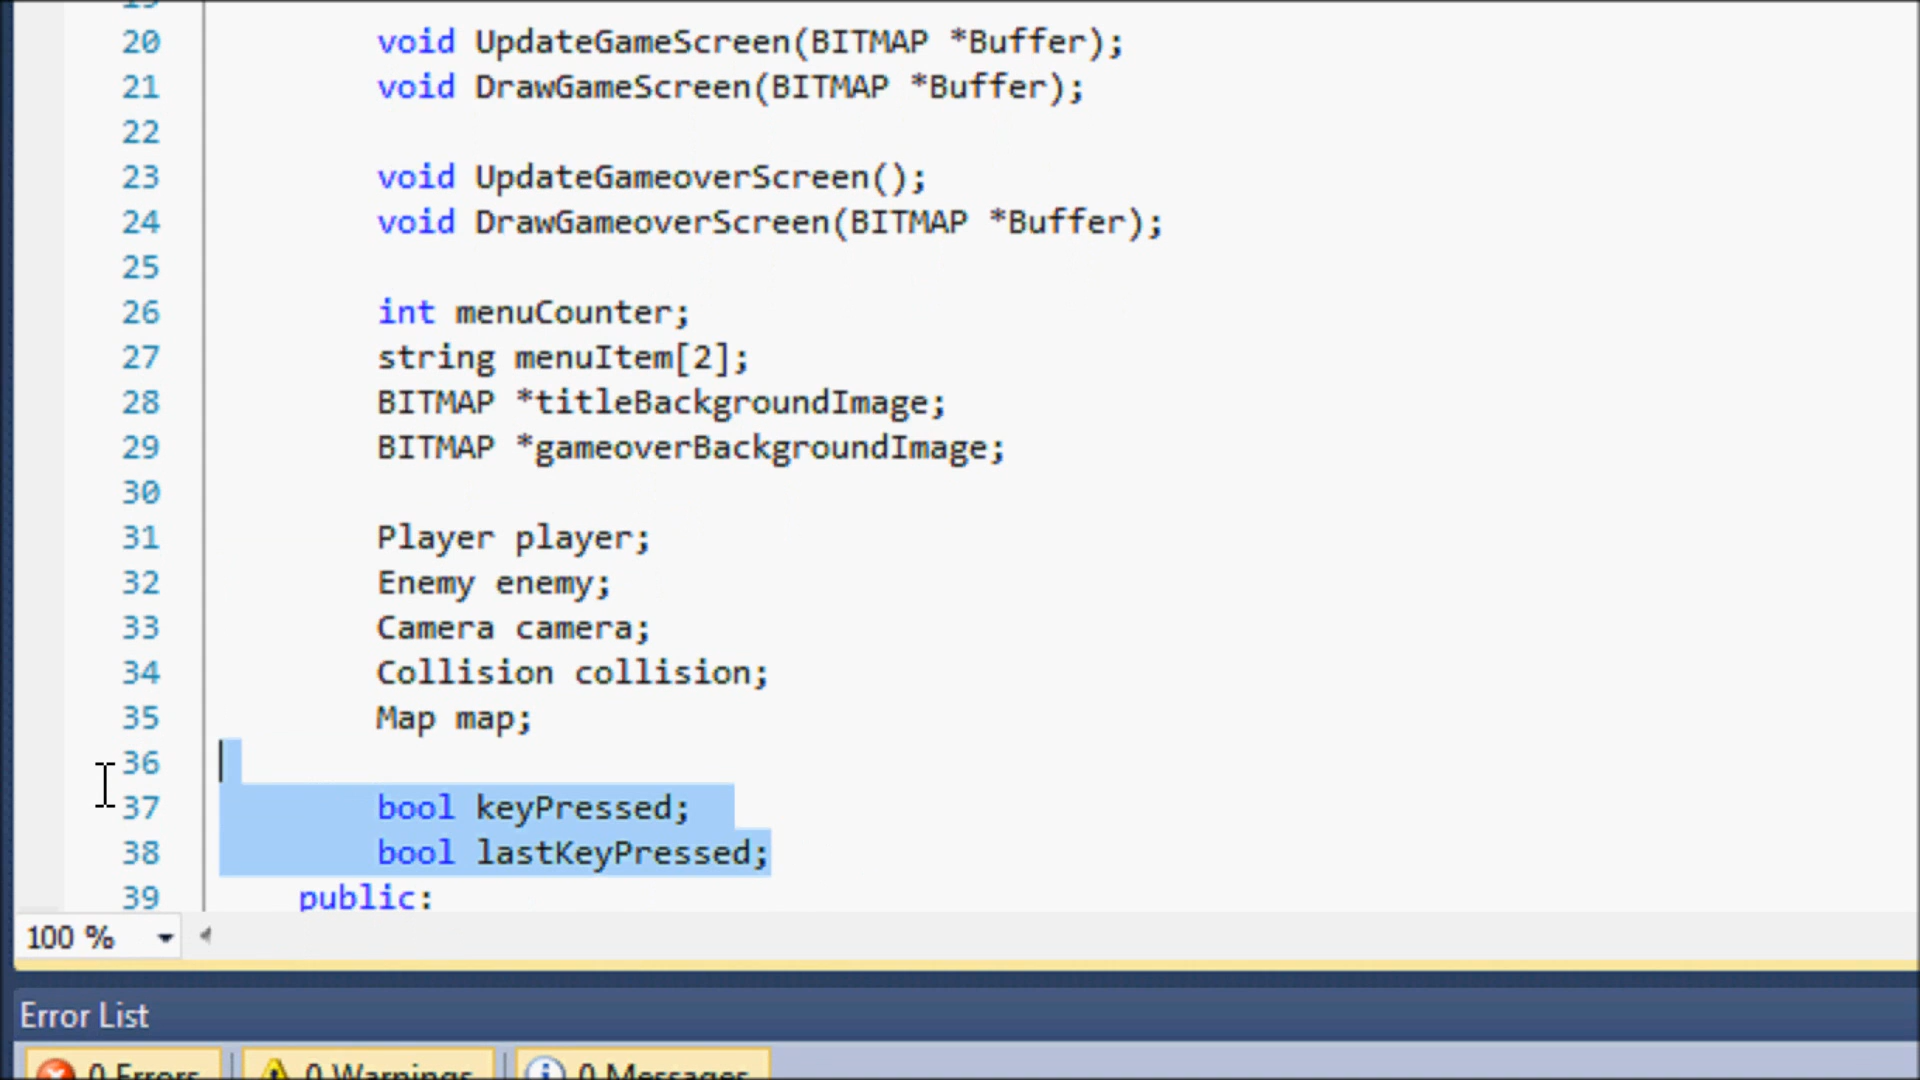 19
20 void UpdateGameScreen(BITMAP *Buffer);
21 void DrawGameScreen(BITMAP *Buffer);
22
23 void UpdateGameoverScreen();
24 void DrawGameoverScreen(BITMAP *Buffer);
25
26 int menuCounter;
27 string menuItem[2];
28 BITMAP *titleBackgroundImage;
29 BITMAP *gameoverBackgroundImage;
30
31 Player player;
32 Enemy enemy;
33 Camera camera;
34 Collision collision;
35 Map map;
36
37 bool keyPressed;
38 bool lastKeyPressed;
39 public:
100 %
Error List
0 Errors 0 Warnings 0 Messages